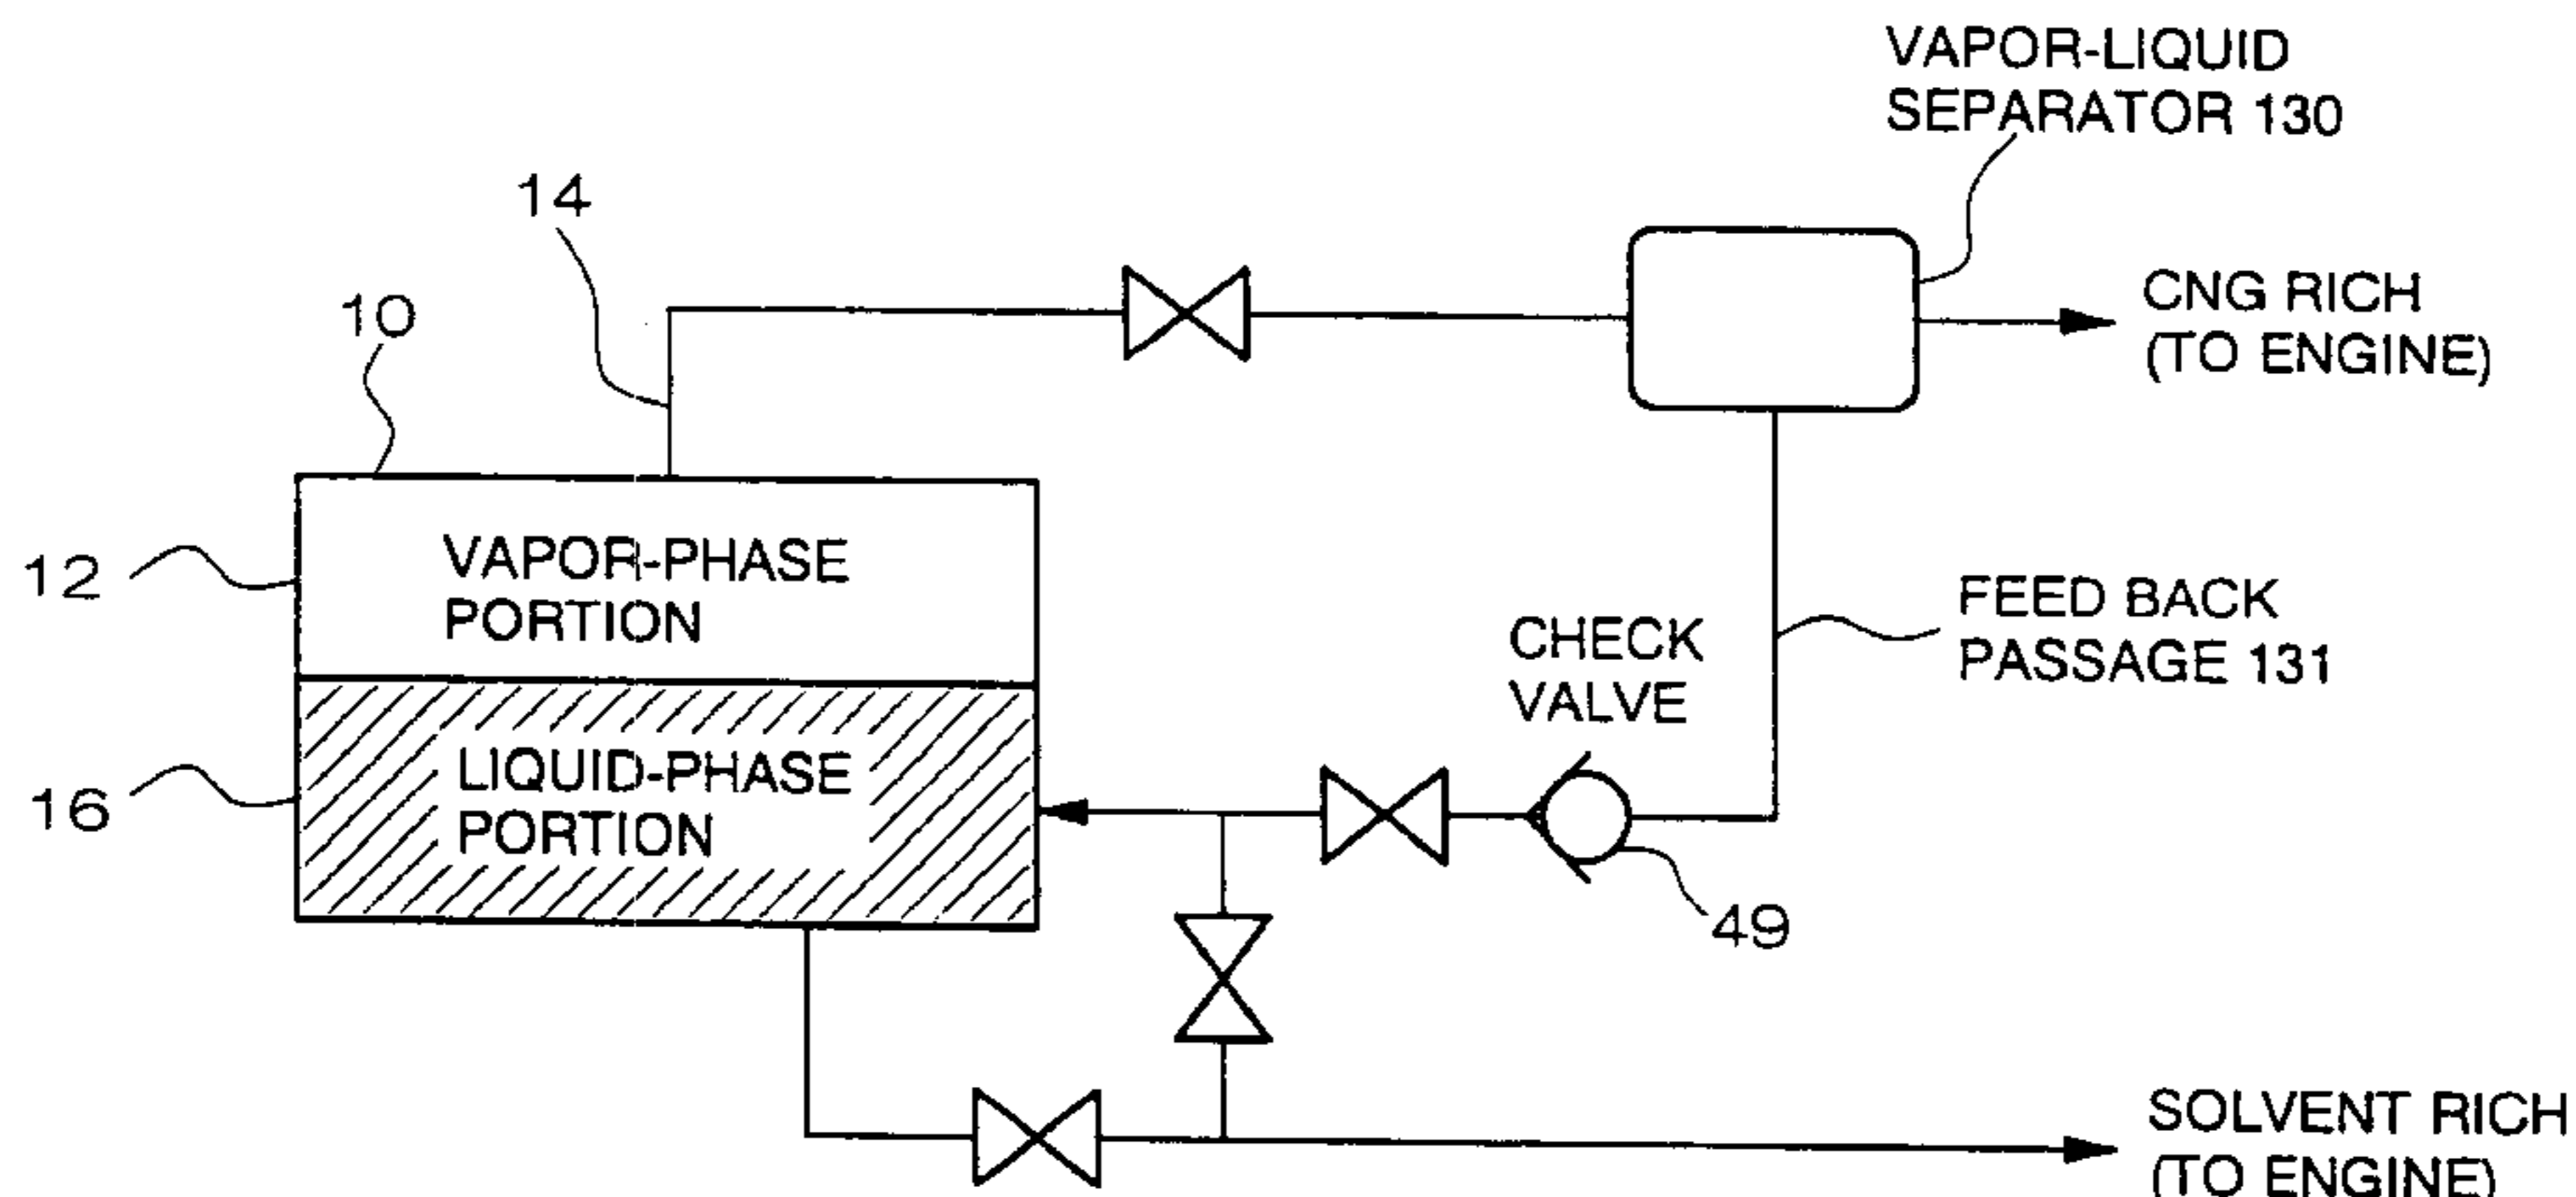 VAPOR-LIQUID
SEPARATOR 130
14
10
CNG RICH
(TO ENGINE)
12
VAPOR-PHASE
PORTION
CHECK
VALVE
FEED BACK
PASSAGE 131
16
LIQUID-PHASE
PORTION
49
SOLVENT RICH
(TO ENGINE)